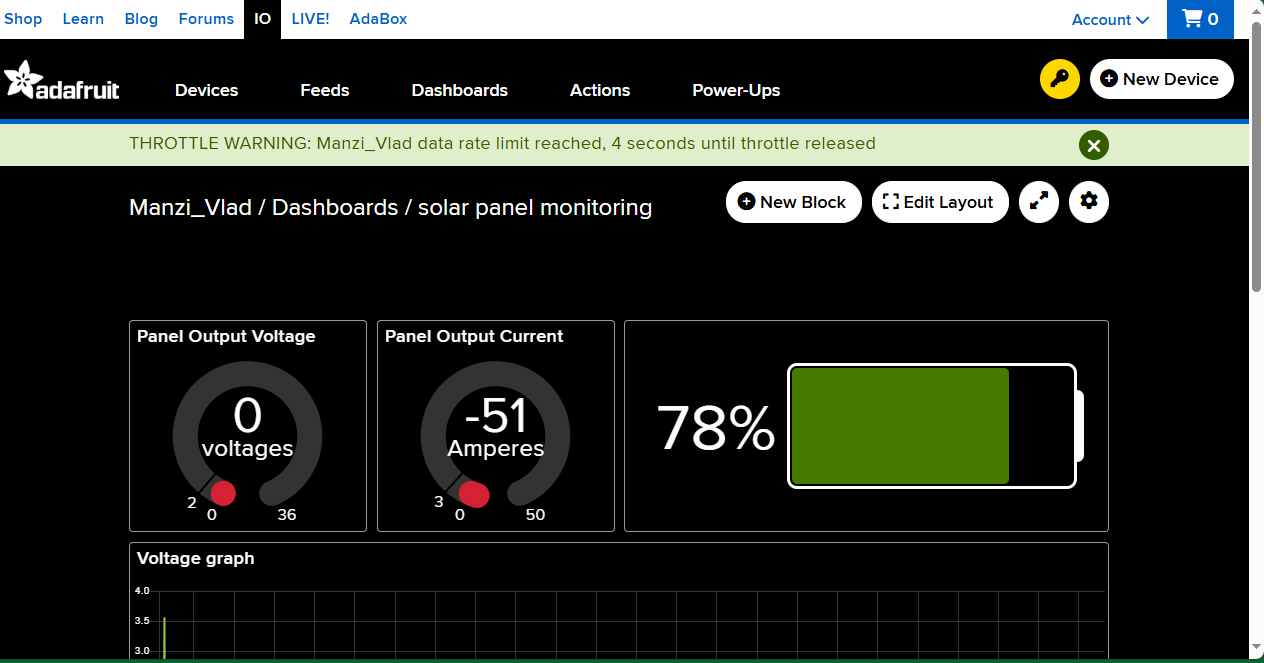 Shop Learn Blog Forums IO LIVE! AdaBox Account 0
adafruit Devices Feeds Dashboards Actions Power-Ups New Device
THROTTLE WARNING: Manzi_Vlad data rate limit reached, 4 seconds until throttle released
Manzi_Vlad / Dashboards / solar panel monitoring New Block Edit Layout
Panel Output Voltage
0
voltages
2
0
36
Panel Output Current
-51
Amperes
3
0
50
78%
Voltage graph
4.0
3.5
3.0